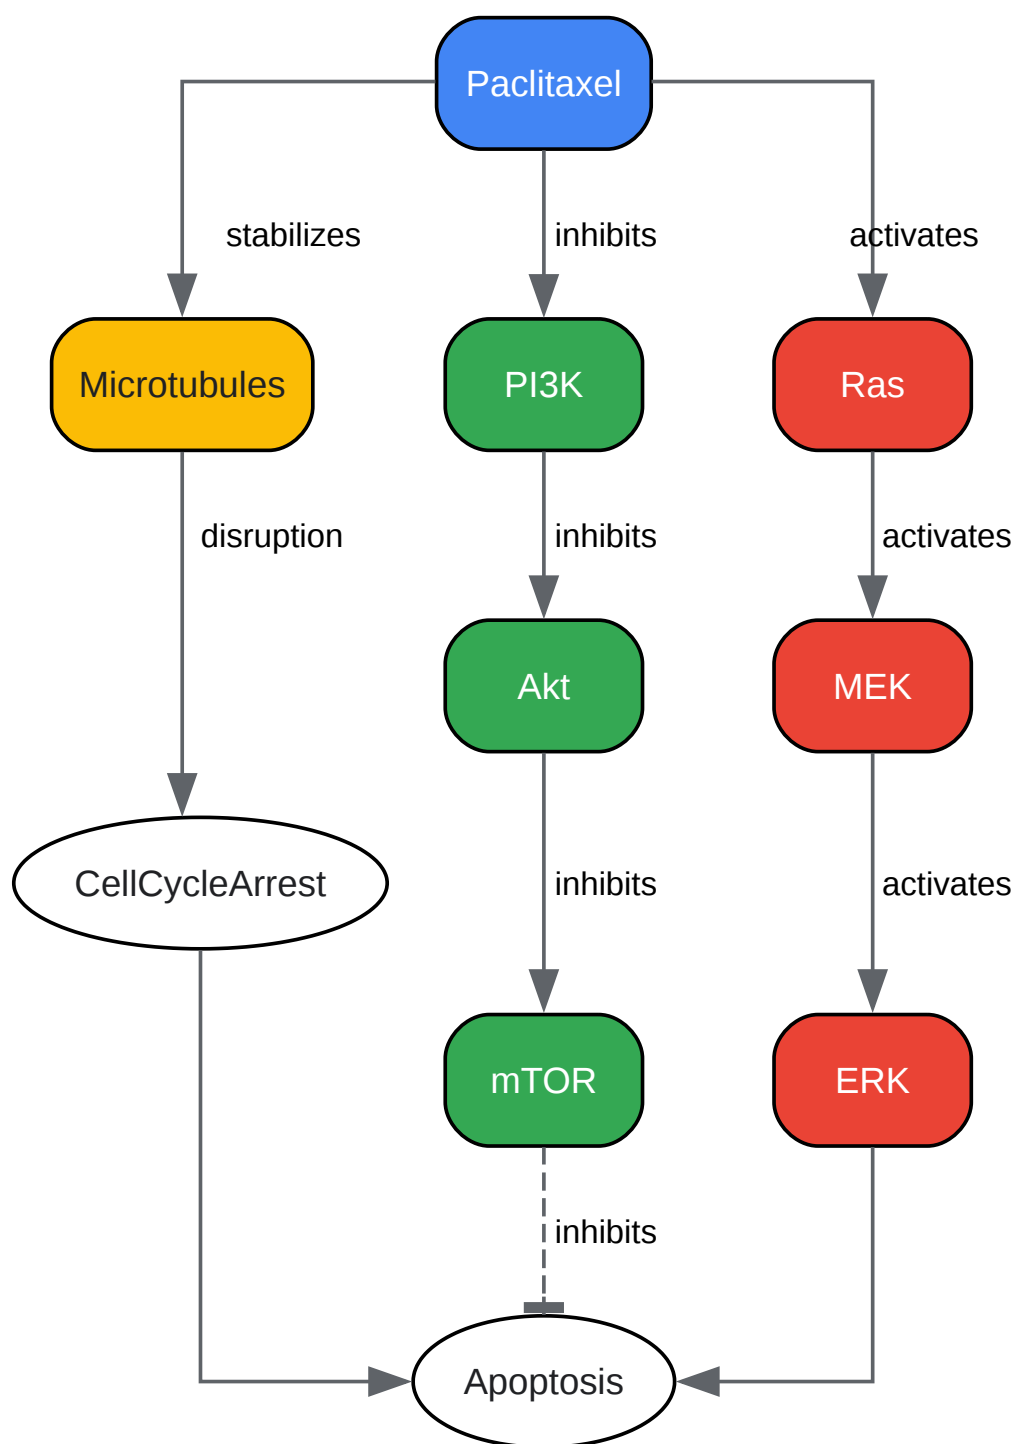 Paclitaxel
stabilizes
inhibits
activates
Microtubules
PI3K
Ras
disruption
inhibits
activates
Akt
MEK
CellCycleArrest
inhibits
activates
mTOR
ERK
inhibits
Apoptosis